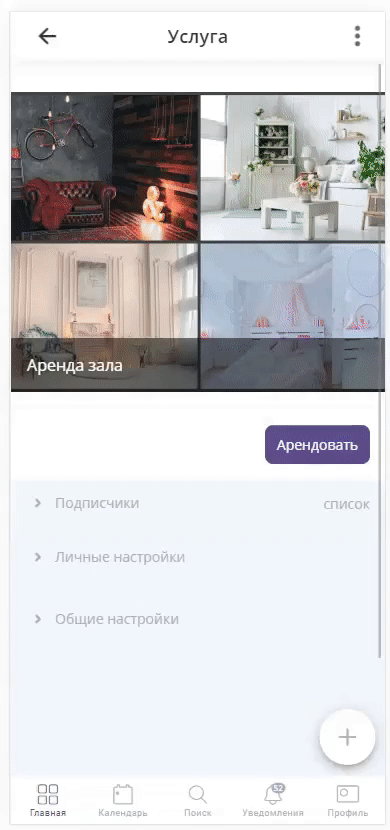 Услуга
Аренда зала
Арендовать
Подписчики список
Личные настройки
Общие настройки
52
Главная Календарь Поиск Уведомления Профиль